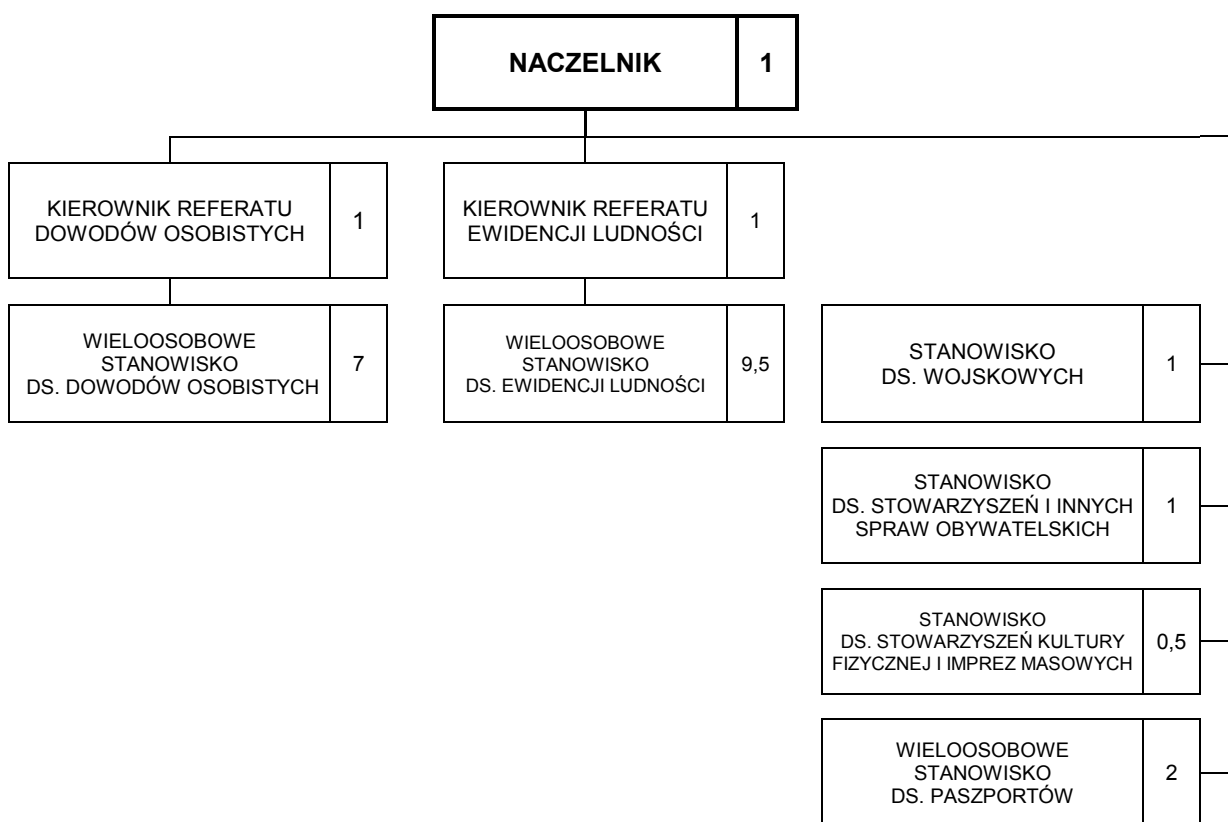 NACZELNIK 1
KIEROWNIK REFERATU
DOWODÓW OSOBISTYCH
1
KIEROWNIK REFERATU
EWIDENCJI LUDNOŚCI
1
WIELOOSOBOWE
STANOWISKO
DS. DOWODÓW OSOBISTYCH
7
WIELOOSOBOWE
STANOWISKO
DS. EWIDENCJI LUDNOŚCI
9,5
STANOWISKO
DS. WOJSKOWYCH
1
STANOWISKO
DS. STOWARZYSZEŃ I INNYCH
SPRAW OBYWATELSKICH
1
STANOWISKO
DS. STOWARZYSZEŃ KULTURY
FIZYCZNEJ I IMPREZ MASOWYCH
0,5
WIELOOSOBOWE
STANOWISKO
DS. PASZPORTÓW
2